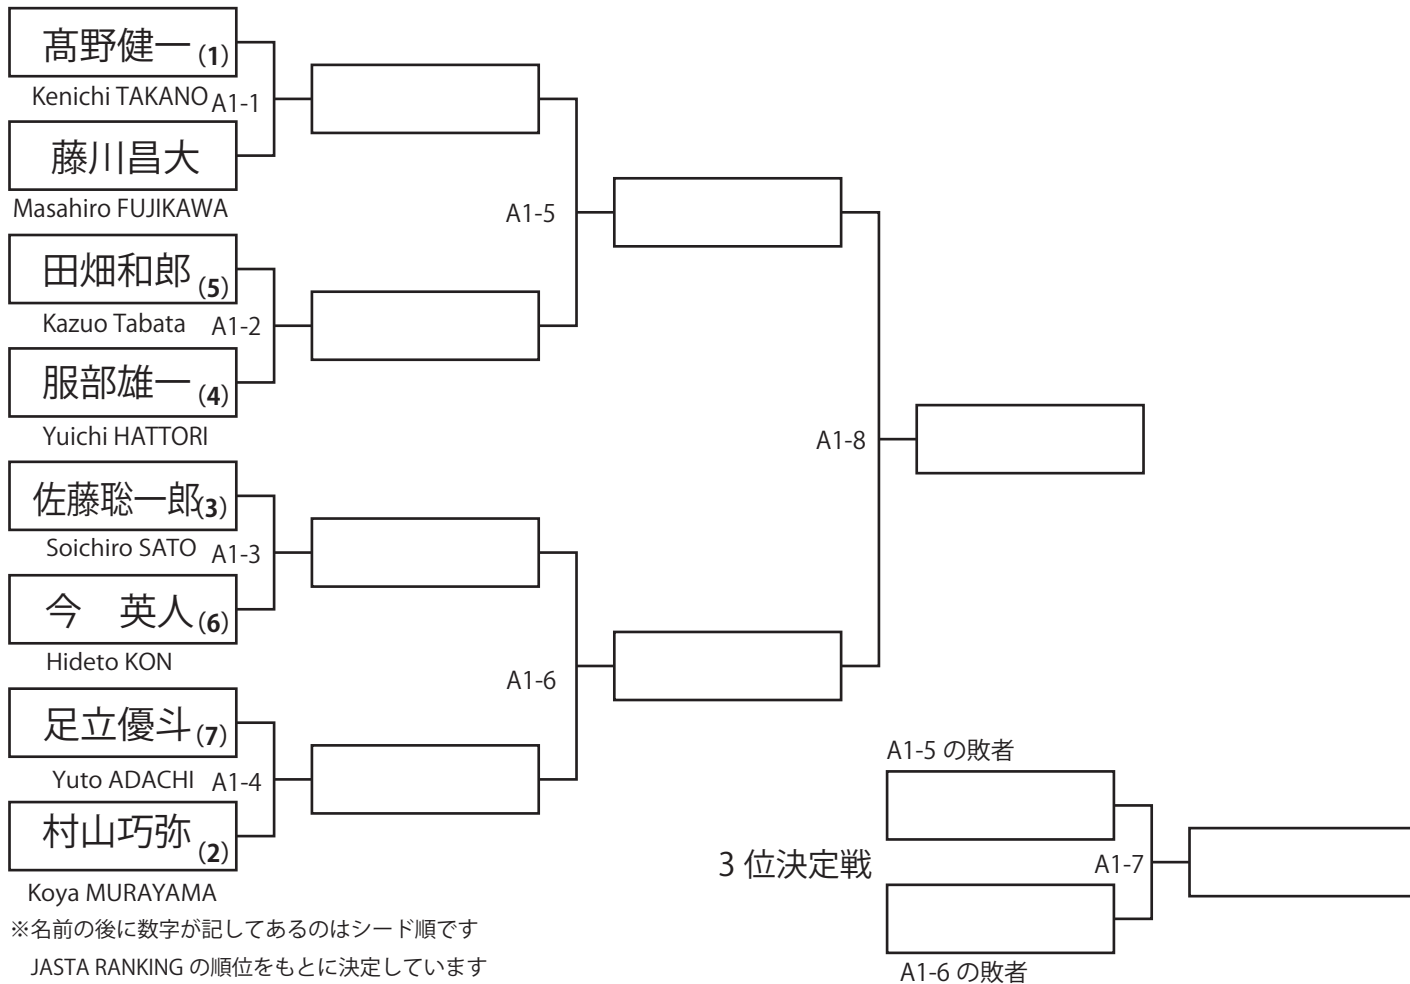 髙野健一 (1)
Kenichi TAKANO
A1-1
藤川昌大
Masahiro FUJIKAWA
A1-5
田畑和郎 (5)
Kazuo Tabata
A1-2
服部雄一 (4)
Yuichi HATTORI
A1-8
佐藤聡一郎(3)
Soichiro SATO
A1-3
今　英人 (6)
Hideto KON
A1-6
足立優斗 (7)
Yuto ADACHI
A1-4
村山巧弥 (2)
Koya MURAYAMA
※名前の後に数字が記してあるのはシード順です
JASTA RANKING の順位をもとに決定しています
A1-5 の敗者
3 位決定戦
A1-7
A1-6 の敗者